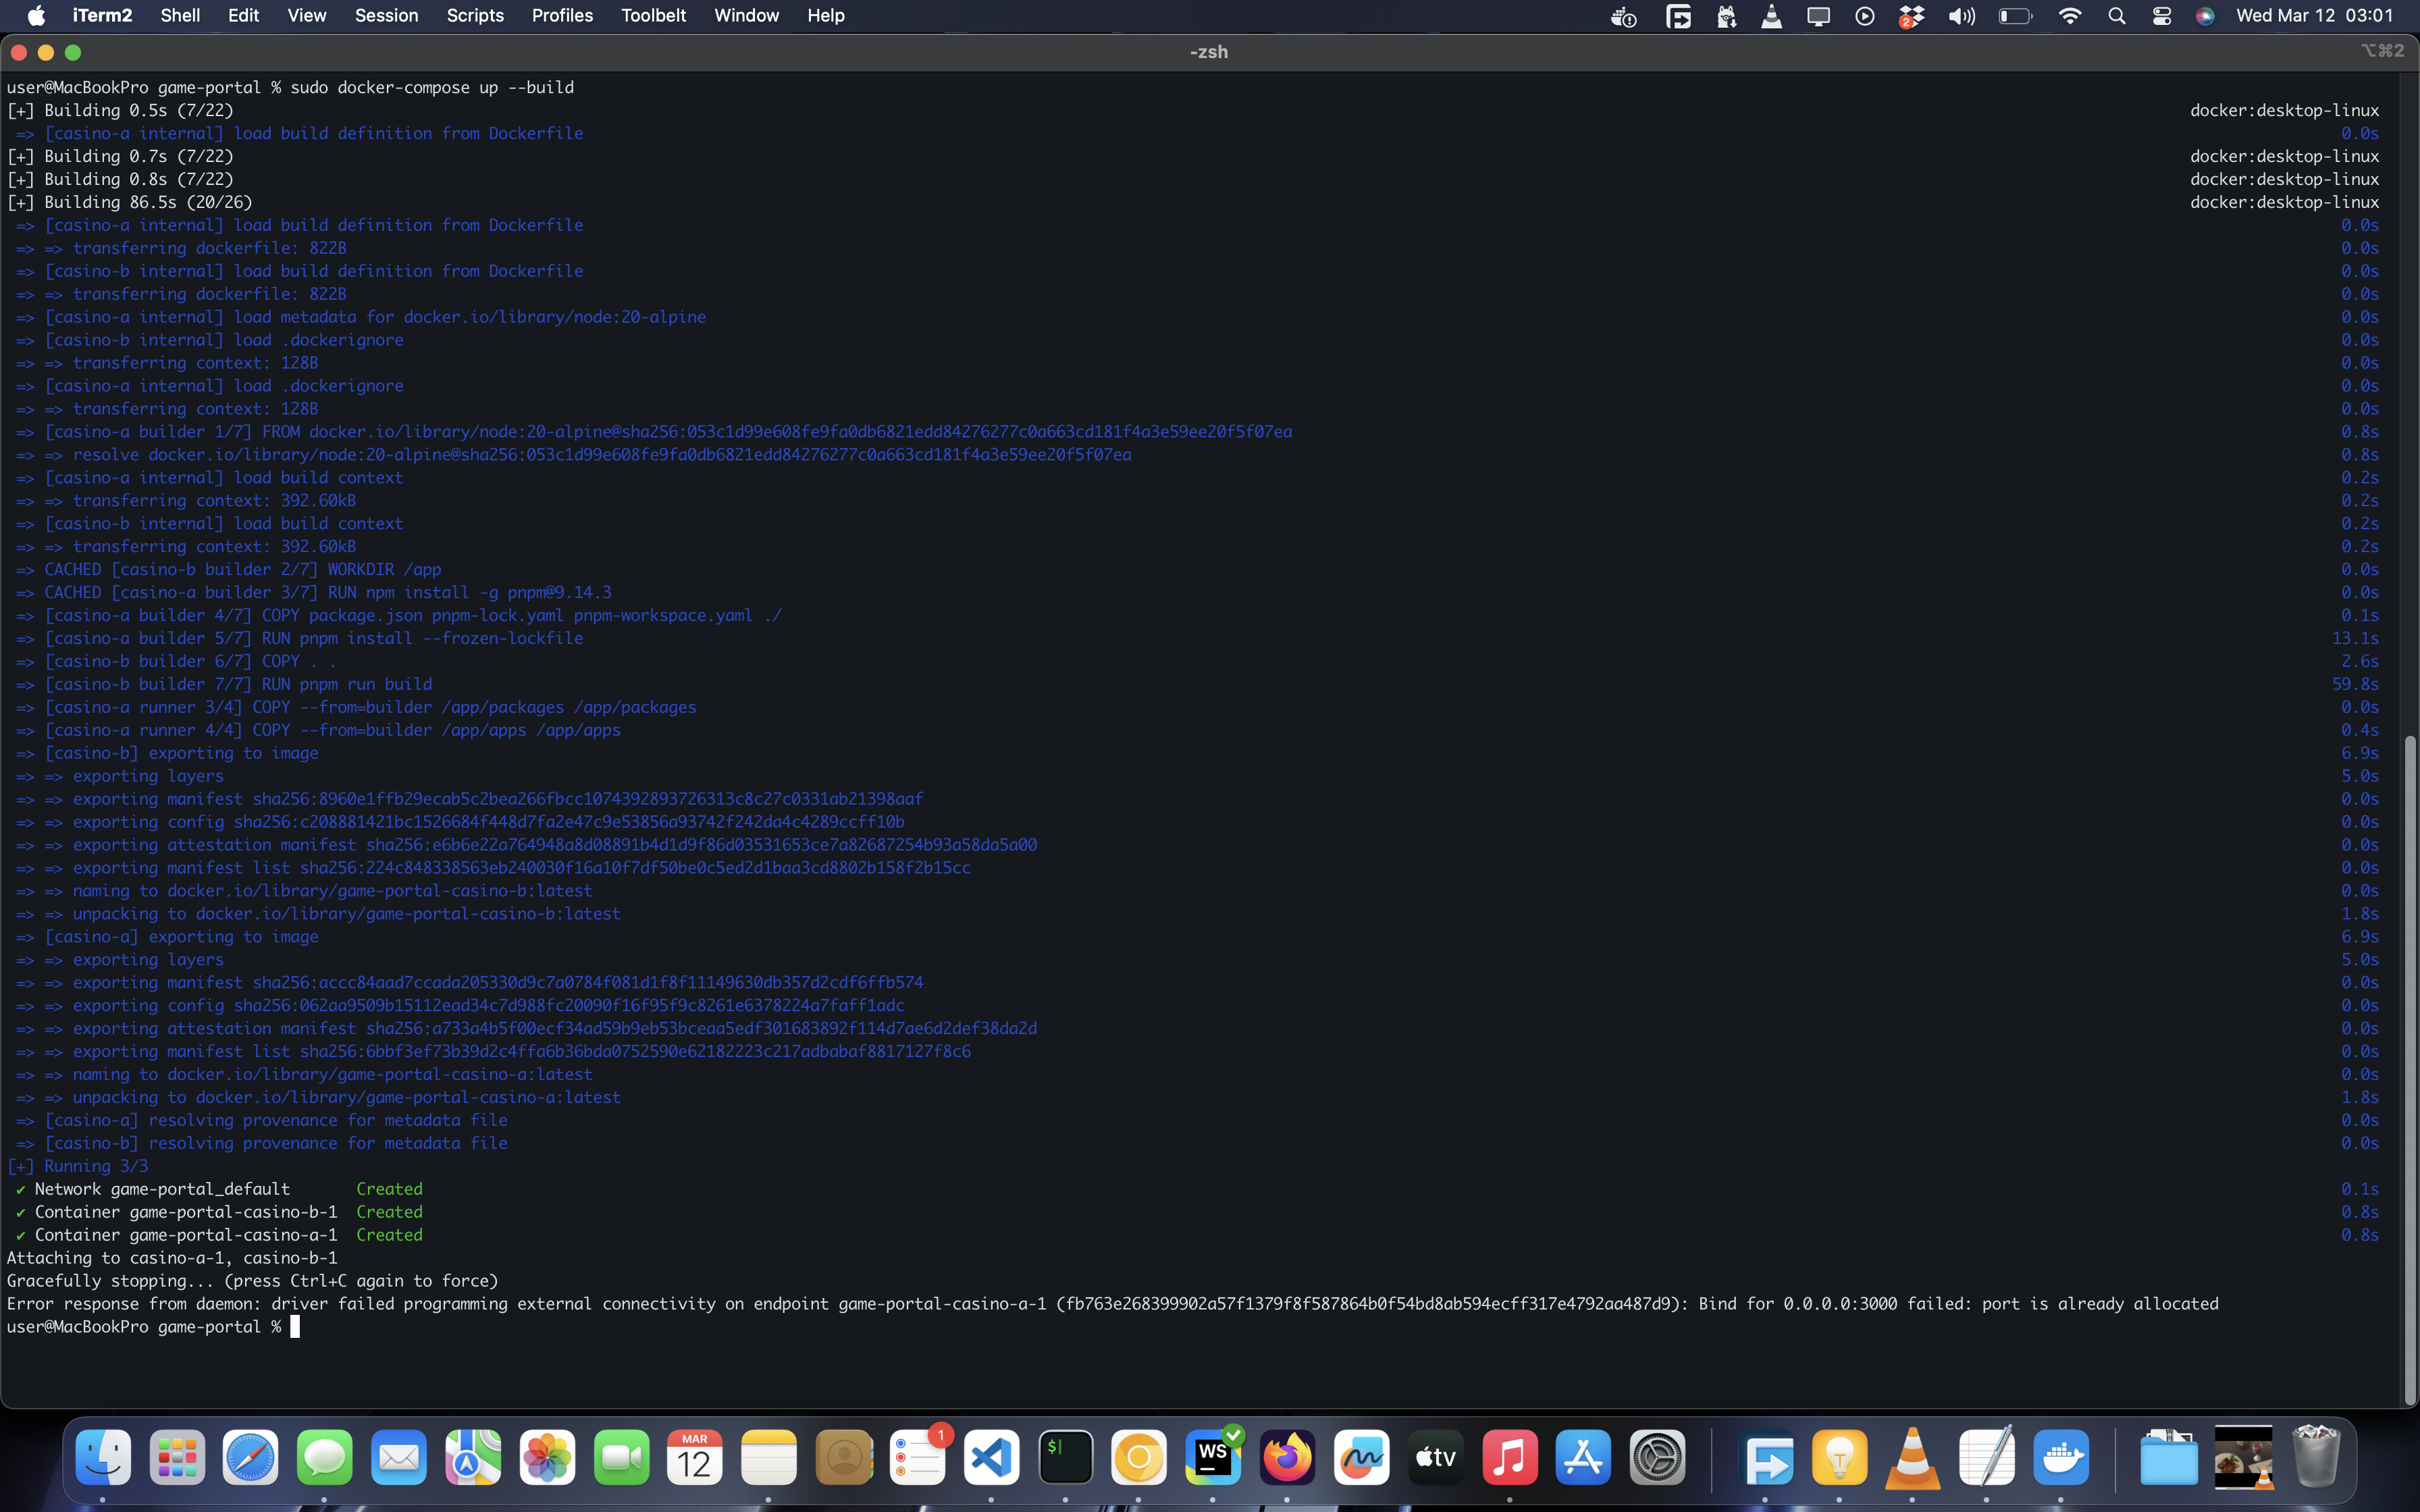 iTerm2 Shell Edit View Session Scripts Profiles Toolbelt Window Help 2 Wed Mar 12 03:01
-zsh ⌥⌘2
user@MacBookPro game-portal % sudo docker-compose up --build
[+] Building 0.5s (7/22) docker:desktop-linux
=> [casino-a internal] load build definition from Dockerfile 0.0s
[+] Building 0.7s (7/22) docker:desktop-linux
[+] Building 0.8s (7/22) docker:desktop-linux
[+] Building 86.5s (20/26) docker:desktop-linux
=> [casino-a internal] load build definition from Dockerfile 0.0s
=> => transferring dockerfile: 822B 0.0s
=> [casino-b internal] load build definition from Dockerfile 0.0s
=> => transferring dockerfile: 822B 0.0s
=> [casino-a internal] load metadata for docker.io/library/node:20-alpine 0.0s
=> [casino-b internal] load .dockerignore 0.0s
=> => transferring context: 128B 0.0s
=> [casino-a internal] load .dockerignore 0.0s
=> => transferring context: 128B 0.0s
=> [casino-a builder 1/7] FROM docker.io/library/node:20-alpine@sha256:053c1d99e608fe9fa0db6821edd84276277c0a663cd181f4a3e59ee20f5f07ea 0.8s
=> => resolve docker.io/library/node:20-alpine@sha256:053c1d99e608fe9fa0db6821edd84276277c0a663cd181f4a3e59ee20f5f07ea 0.8s
=> [casino-a internal] load build context 0.2s
=> => transferring context: 392.60kB 0.2s
=> [casino-b internal] load build context 0.2s
=> => transferring context: 392.60kB 0.2s
=> CACHED [casino-b builder 2/7] WORKDIR /app 0.0s
=> CACHED [casino-a builder 3/7] RUN npm install -g pnpm@9.14.3 0.0s
=> [casino-a builder 4/7] COPY package.json pnpm-lock.yaml pnpm-workspace.yaml ./ 0.1s
=> [casino-a builder 5/7] RUN pnpm install --frozen-lockfile 13.1s
=> [casino-b builder 6/7] COPY . . 2.6s
=> [casino-b builder 7/7] RUN pnpm run build 59.8s
=> [casino-a runner 3/4] COPY --from=builder /app/packages /app/packages 0.0s
=> [casino-a runner 4/4] COPY --from=builder /app/apps /app/apps 0.4s
=> [casino-b] exporting to image 6.9s
=> => exporting layers 5.0s
=> => exporting manifest sha256:8960e1ffb29ecab5c2bea266fbcc1074392893726313c8c27c0331ab21398aaf 0.0s
=> => exporting config sha256:c208881421bc1526684f448d7fa2e47c9e53856a93742f242da4c4289ccff10b 0.0s
=> => exporting attestation manifest sha256:e6b6e22a764948a8d08891b4d1d9f86d03531653ce7a82687254b93a58da5a00 0.0s
=> => exporting manifest list sha256:224c848338563eb240030f16a10f7df50be0c5ed2d1baa3cd8802b158f2b15cc 0.0s
=> => naming to docker.io/library/game-portal-casino-b:latest 0.0s
=> => unpacking to docker.io/library/game-portal-casino-b:latest 1.8s
=> [casino-a] exporting to image 6.9s
=> => exporting layers 5.0s
=> => exporting manifest sha256:accc84aad7ccada205330d9c7a0784f081d1f8f11149630db357d2cdf6ffb574 0.0s
=> => exporting config sha256:062aa9509b15112ead34c7d988fc20090f16f95f9c8261e6378224a7faff1adc 0.0s
=> => exporting attestation manifest sha256:a733a4b5f00ecf34ad59b9eb53bceaa5edf301683892f114d7ae6d2def38da2d 0.0s
=> => exporting manifest list sha256:6bbf3ef73b39d2c4ffa6b36bda0752590e62182223c217adbabaf8817127f8c6 0.0s
=> => naming to docker.io/library/game-portal-casino-a:latest 0.0s
=> => unpacking to docker.io/library/game-portal-casino-a:latest 1.8s
=> [casino-a] resolving provenance for metadata file 0.0s
=> [casino-b] resolving provenance for metadata file 0.0s
[+] Running 3/3
✔ Network game-portal_default Created 0.1s
✔ Container game-portal-casino-b-1 Created 0.8s
✔ Container game-portal-casino-a-1 Created 0.8s
Attaching to casino-a-1, casino-b-1
Gracefully stopping... (press Ctrl+C again to force)
Error response from daemon: driver failed programming external connectivity on endpoint game-portal-casino-a-1 (fb763e268399902a57f1379f8f587864b0f54bd8ab594ecff317e4792aa487d9): Bind for 0.0.0.0:3000 failed: port is already allocated
user@MacBookPro game-portal %
MAR 12 1 $ WS tv